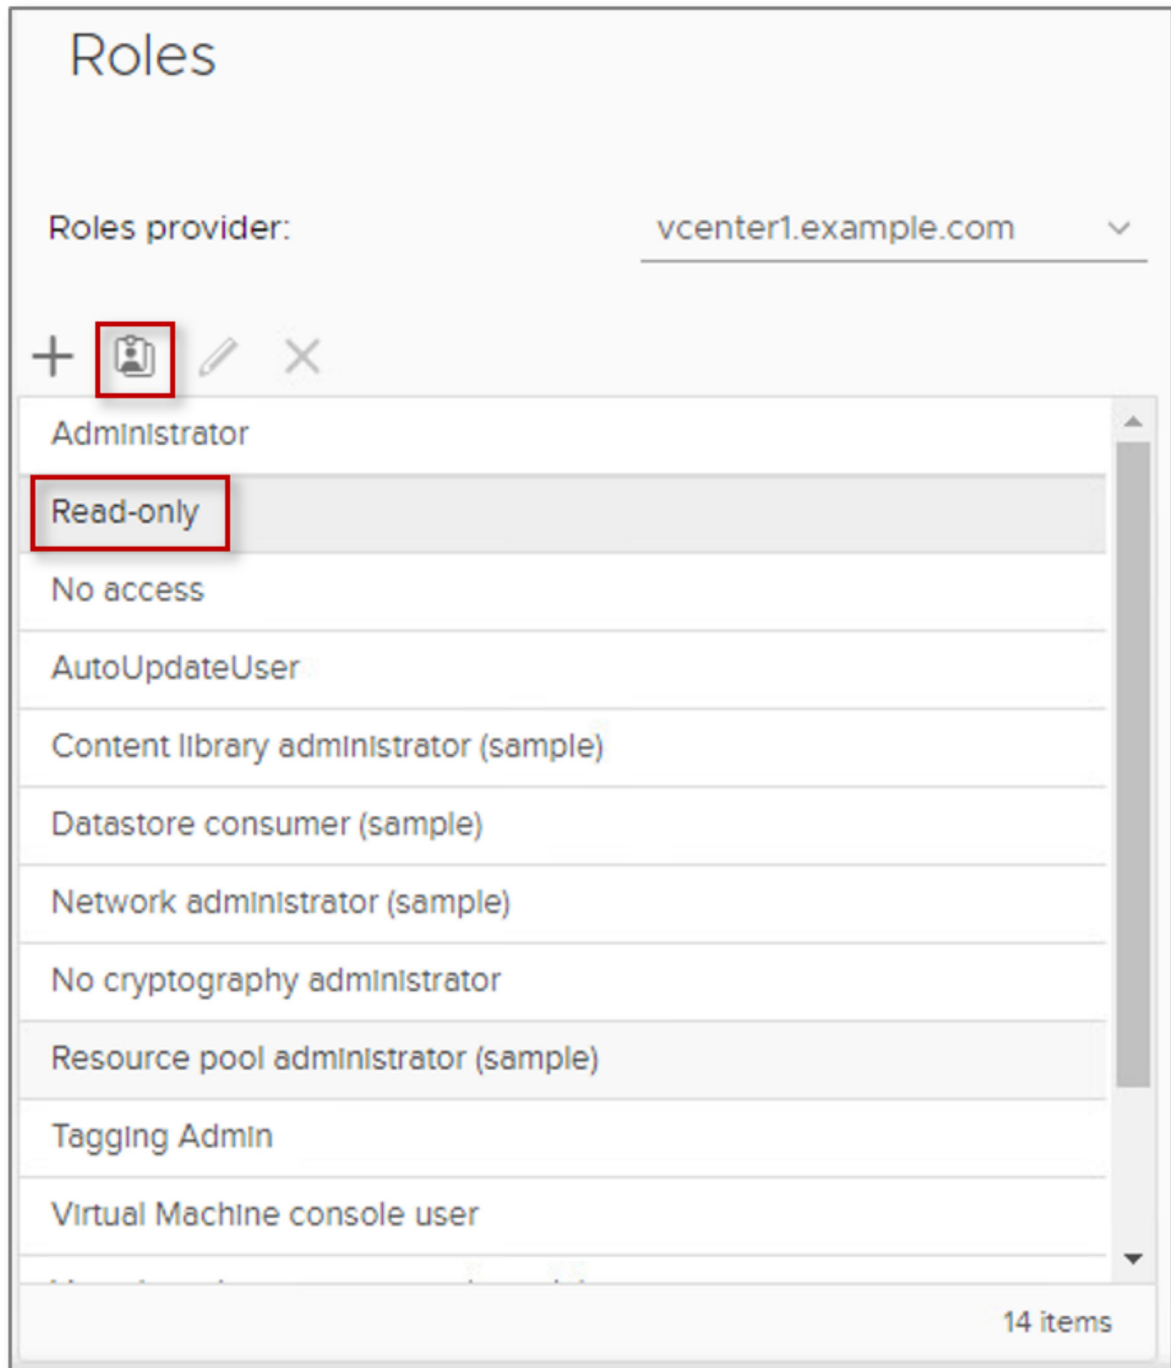 Roles
Roles provider: vcenter1.example.com
Administrator
Read-only
No access
AutoUpdateUser
Content library administrator (sample)
Datastore consumer (sample)
Network administrator (sample)
No cryptography administrator
Resource pool administrator (sample)
Tagging Admin
Virtual Machine console user
14 items